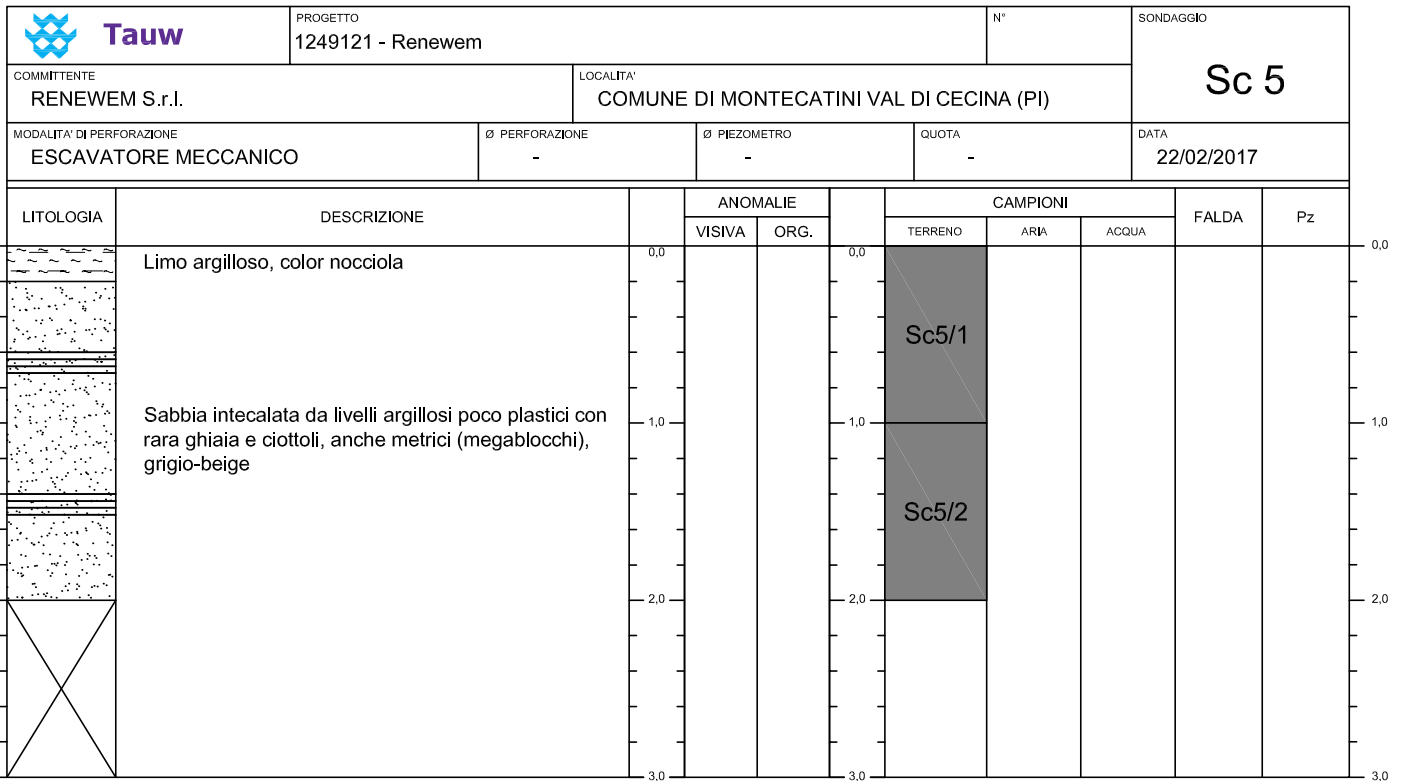 Tauw
PROGETTO
1249121 - Renewem
N°
SONDAGGIO
Sc 5
COMMITTENTE
RENEWEM S.r.l.
LOCALITA'
COMUNE DI MONTECATINI VAL DI CECINA (PI)
MODALITA' DI PERFORAZIONE
ESCAVATORE MECCANICO
Ø PERFORAZIONE
-
Ø PIEZOMETRO
-
QUOTA
-
DATA
22/02/2017
LITOLOGIA
DESCRIZIONE
ANOMALIE
VISIVA
ORG.
CAMPIONI
TERRENO
ARIA
ACQUA
FALDA
Pz
0,0
0,0
0,0
Limo argilloso, color nocciola
Sc5/1
Sabbia intecalata da livelli argillosi poco plastici con
rara ghiaia e ciottoli, anche metrici (megablocchi),
grigio-beige
1,0
1,0
1,0
Sc5/2
2,0
2,0
2,0
3,0
3,0
3,0